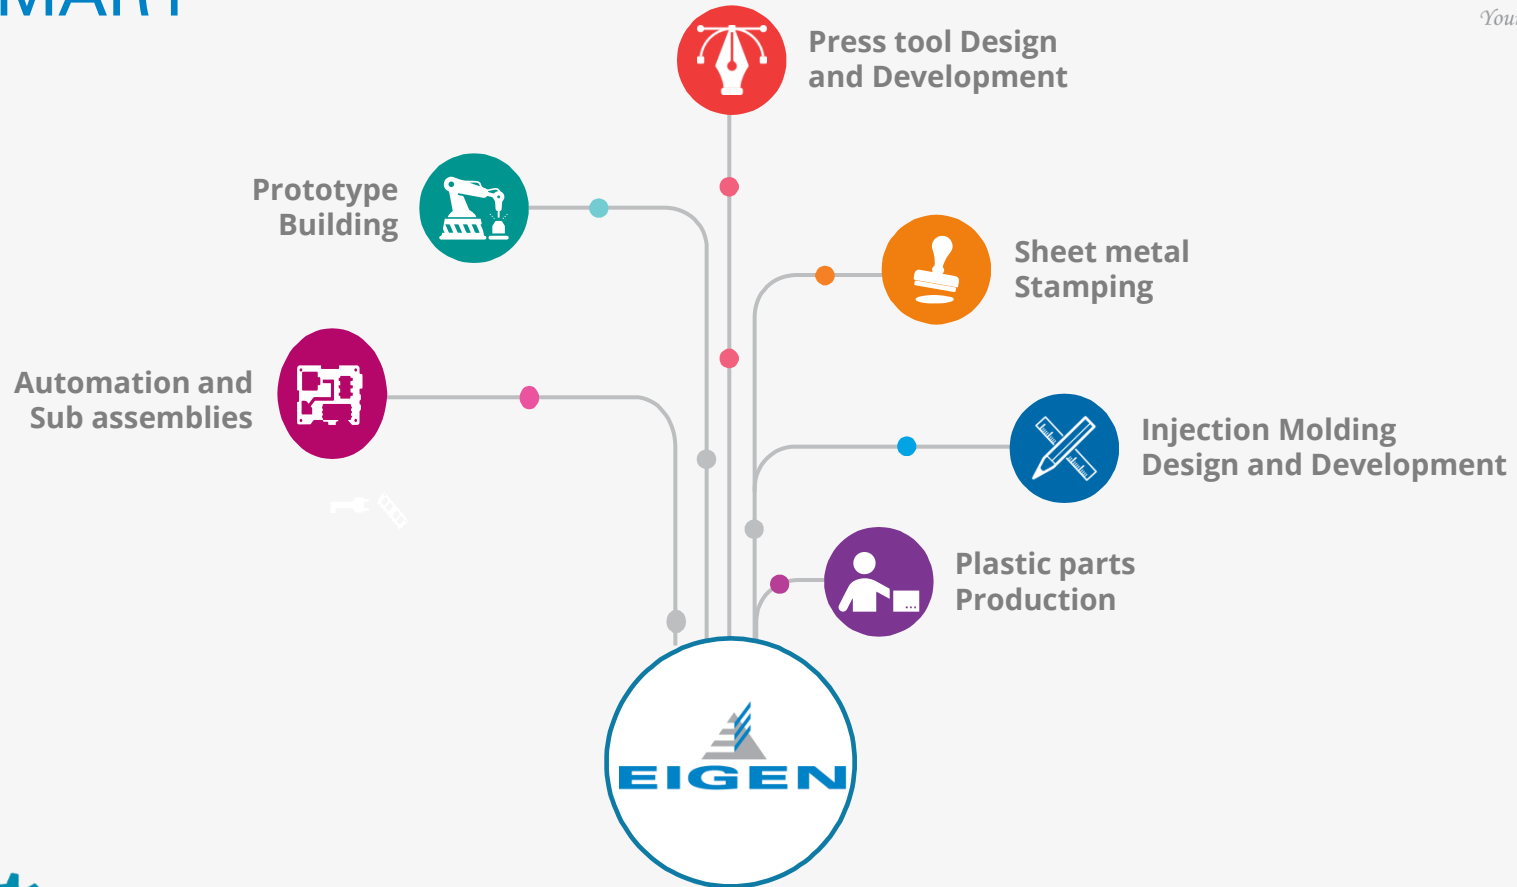 Press tool Design
and Development
Prototype
Building
Sheet metal
Stamping
Automation and
Sub assemblies
Injection Molding
Design and Development
Plastic parts
Production
EIGEN